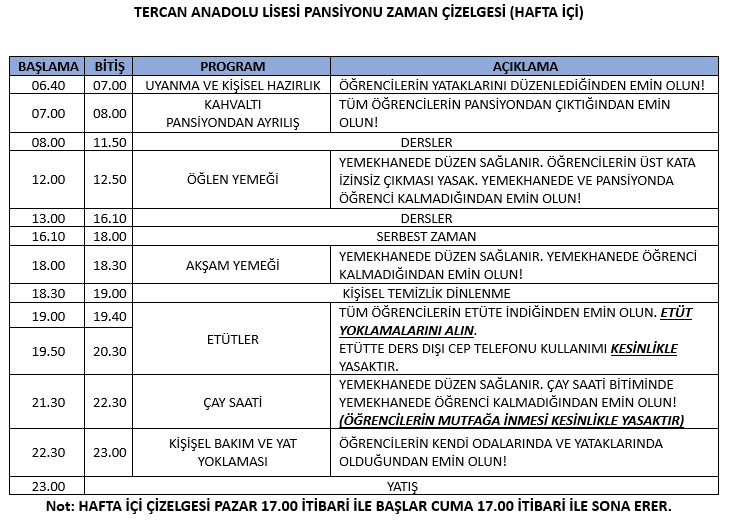 TERCAN ANADOLU LİSESİ PANSİYONU ZAMAN ÇİZELGESİ (HAFTA İÇİ)
BAŞLAMA BİTİŞ PROGRAM AÇIKLAMA
06.40 07.00 UYANMA VE KİŞİSEL HAZIRLIK ÖĞRENCİLERİN YATAKLARINI DÜZENLEDİĞİNDEN EMİN OLUN!
07.00 08.00 KAHVALTI
PANSİYONDAN AYRILIŞ
TÜM ÖĞRENCİLERİN PANSİYONDAN ÇIKTIĞINDAN EMİN
OLUN!
08.00 11.50 DERSLER
12.00 12.50 ÖĞLEN YEMEĞİ
YEMEKHANEDE DÜZEN SAĞLANIR. ÖĞRENCİLERİN ÜST KATA
İZİNSİZ ÇIKMASI YASAK. YEMEKHANEDE VE PANSİYONDA
ÖĞRENCİ KALMADIĞINDAN EMİN OLUN!
13.00 16.10 DERSLER
16.10 18.00 SERBEST ZAMAN
18.00 18.30 AKŞAM YEMEĞİ
YEMEKHANEDE DÜZEN SAĞLANIR. YEMEKHANEDE ÖĞRENCİ
KALMADIĞINDAN EMİN OLUN!
18.30 19.00 KİŞİSEL TEMİZLİK DİNLENME
19.00 19.40
19.50 20.30
ETÜTLER
TÜM ÖĞRENCİLERİN ETÜTE İNDİĞİNDEN EMİN OLUN. ETÜT
YOKLAMALARINI ALIN.
ETÜTTE DERS DIŞI CEP TELEFONU KULLANIMI KESİNLİKLE
YASAKTIR.
21.30 22.30 ÇAY SAATİ
YEMEKHANEDE DÜZEN SAĞLANIR. ÇAY SAATİ BİTİMİNDE
YEMEKHANEDE ÖĞRENCİ KALMADIĞINDAN EMİN OLUN!
(ÖĞRENCİLERİN MUTFAĞA İNMESİ KESİNLİKLE YASAKTIR)
22.30 23.00 KİŞİŞEL BAKIM VE YAT
YOKLAMASI
ÖĞRENCİLERİN KENDİ ODALARINDA VE YATAKLARINDA
OLDUĞUNDAN EMİN OLUN!
23.00 YATIŞ
Not: HAFTA İÇİ ÇİZELGESİ PAZAR 17.00 İTİBARİ İLE BAŞLAR CUMA 17.00 İTİBARİ İLE SONA ERER.